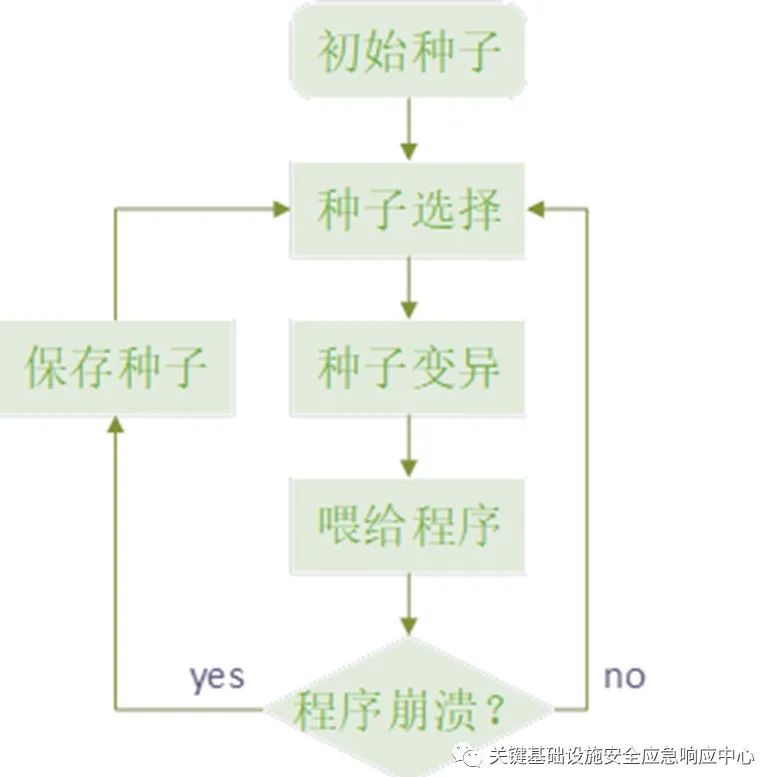 初始种子
种子选择
保存种子
种子变异
喂给程序
yes
no
程序崩溃？
关键基础设施安全应急响应中心